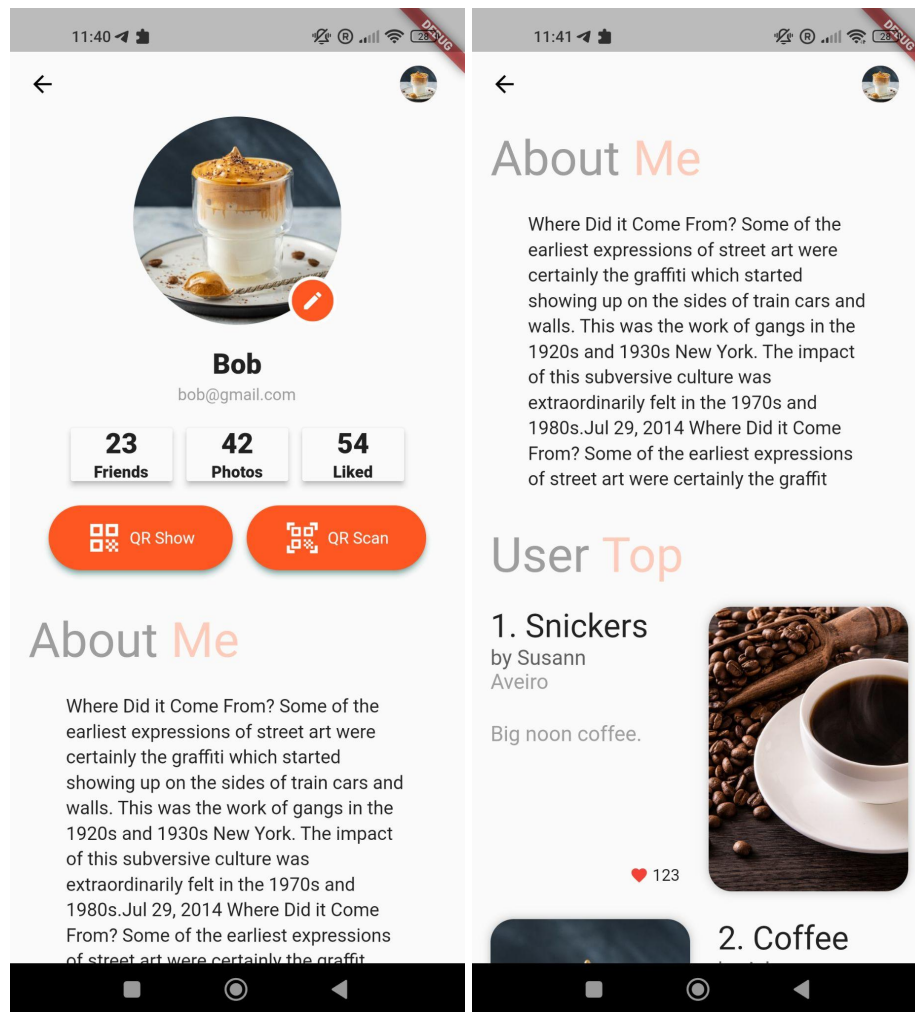 11:40
R
28
DEBUG
Bob
bob@gmail.com
23
Friends
42
Photos
54
Liked
QR Show
QR Scan
About Me
Where Did it Come From? Some of the
earliest expressions of street art were
certainly the graffiti which started
showing up on the sides of train cars and
walls. This was the work of gangs in the
1920s and 1930s New York. The impact
of this subversive culture was
extraordinarily felt in the 1970s and
1980s.Jul 29, 2014 Where Did it Come
From? Some of the earliest expressions
of street art were certainly the graffit
11:41
R
28
DEBUG
About Me
Where Did it Come From? Some of the
earliest expressions of street art were
certainly the graffiti which started
showing up on the sides of train cars and
walls. This was the work of gangs in the
1920s and 1930s New York. The impact
of this subversive culture was
extraordinarily felt in the 1970s and
1980s.Jul 29, 2014 Where Did it Come
From? Some of the earliest expressions
of street art were certainly the graffit
User Top
1. Snickers
by Susann
Aveiro
Big noon coffee.
123
2. Coffee